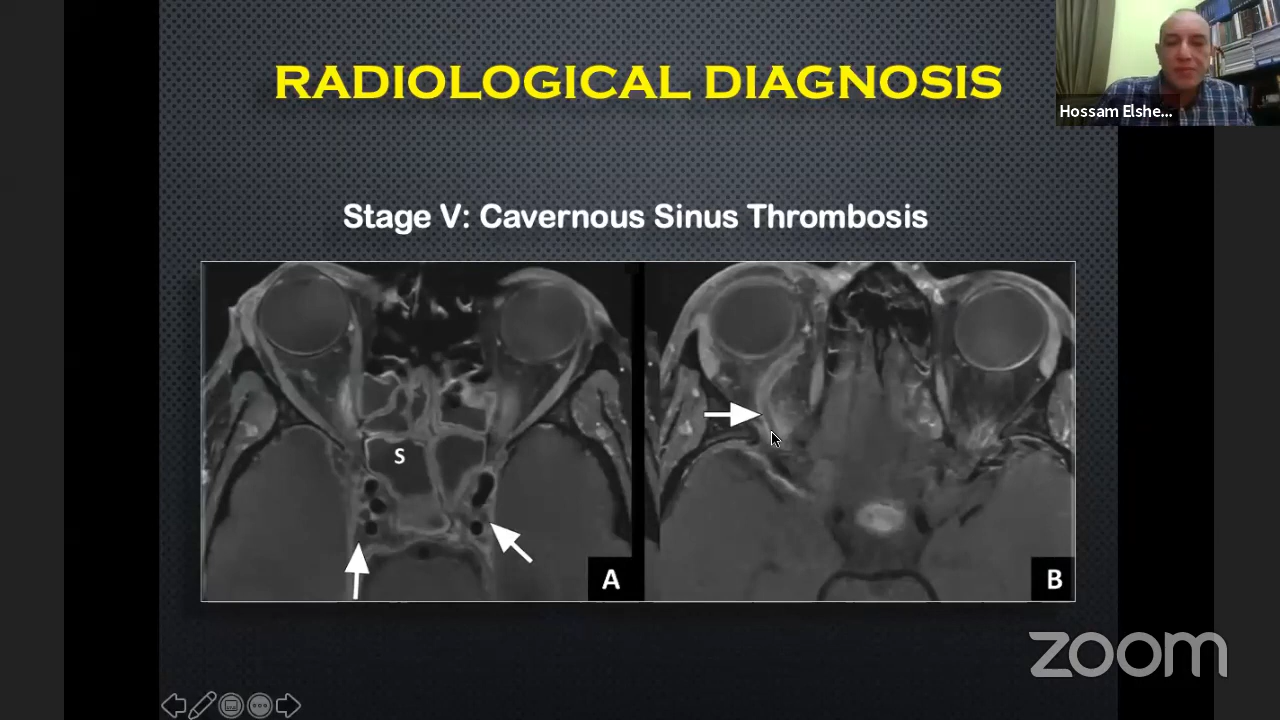 RADIOLOGICAL DIAGNOSIS
Hossam Elshe...
Stage V: Cavernous Sinus Thrombosis
S
A
B
zoom